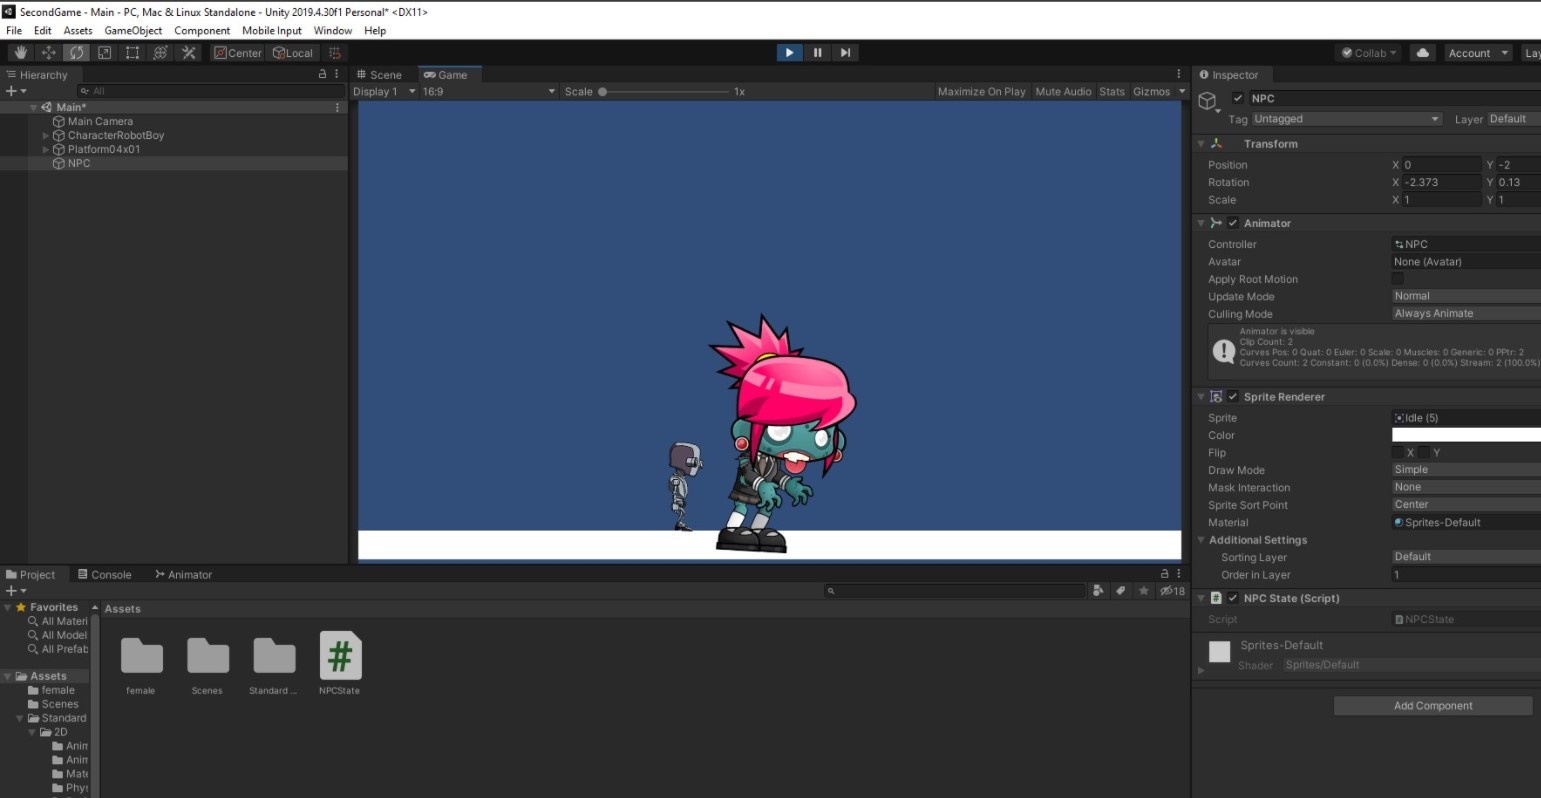 SecondGame - Main - PC, Mac & Linux Standalone - Unity 2019.4.30f1 Personal* <DX11>
File Edit Assets GameObject Component Mobile Input Window Help
Center Local Collab Account Lay
Hierarchy
All
Main*
Main Camera
CharacterRobotBoy
Platform04x01
NPC
Scene Game
Display 1 16:9 Scale 1x Maximize On Play Mute Audio Stats Gizmos
Inspector
NPC
Tag Untagged Layer Default
Transform
Position X 0 Y -2
Rotation X -2.373 Y 0.13
Scale X 1 Y 1
Animator
Controller NPC
Avatar None (Avatar)
Apply Root Motion
Update Mode Normal
Culling Mode Always Animate
Animator is visible
Clip Count: 2
Curves Pos: 0 Quat: 0 Euler: 0 Scale: 0 Muscles: 0 Generic: 0 PPtr: 2
Curves Count: 2 Constant: 0 (0.0%) Dense: 0 (0.0%) Stream: 2 (100.0%)
Sprite Renderer
Sprite Idle (5)
Color
Flip X Y
Draw Mode Simple
Mask Interaction None
Sprite Sort Point Center
Material Sprites-Default
Additional Settings
Sorting Layer Default
Order in Layer 1
NPC State (Script)
Script NPCState
Sprites-Default
Shader Sprites/Default
Add Component
Project Console Animator
18
Favorites
All Materi
All Model
All Prefab
Assets
female
Scenes
Standard
2D
Anim
Anim
Mate
Phys
Assets
female Scenes Standard ... NPCState
#